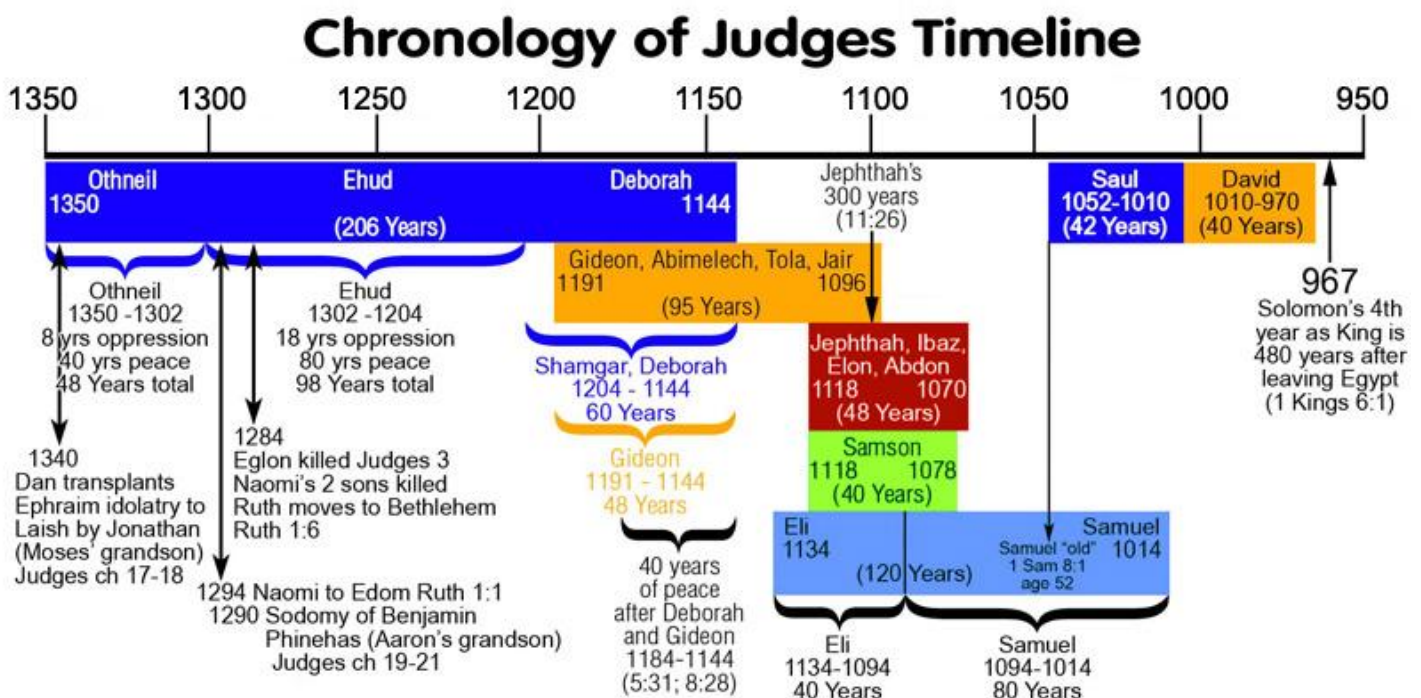 Chronology of Judges Timeline
1350 1300 1250 1200 1150 1100 1050 1000 950
Othneil Ehud Deborah
1350 1144
(206 Years)
Jephthah's
300 years
(11:26)
Saul
1052-1010
(42 Years)
David
1010-970
(40 Years)
967
Solomon's 4th
year as King is
480 years after
leaving Egypt
(1 Kings 6:1)
Othneil
1350 -1302
8 yrs oppression
40 yrs peace
48 Years total
Ehud
1302 -1204
18 yrs oppression
80 yrs peace
98 Years total
Gideon, Abimelech, Tola, Jair
1191 1096
(95 Years)
Shamgar, Deborah
1204 - 1144
60 Years
Gideon
1191 - 1144
48 Years
40 years
of peace
after Deborah
and Gideon
1184-1144
(5:31; 8:28)
Jephthah, Ibaz,
Elon, Abdon
1118 1070
(48 Years)
Samson
1118 1078
(40 Years)
Eli Samuel
1134 1014
(120 Years)
Samuel "old"
1 Sam 8:1
age 52
Eli
1134-1094
40 Years
Samuel
1094-1014
80 Years
1340
Dan transplants
Ephraim idolatry to
Laish by Jonathan
(Moses' grandson)
Judges ch 17-18
1284
Eglon killed Judges 3
Naomi's 2 sons killed
Ruth moves to Bethlehem
Ruth 1:6
1294 Naomi to Edom Ruth 1:1
1290 Sodomy of Benjamin
Phinehas (Aaron's grandson)
Judges ch 19-21